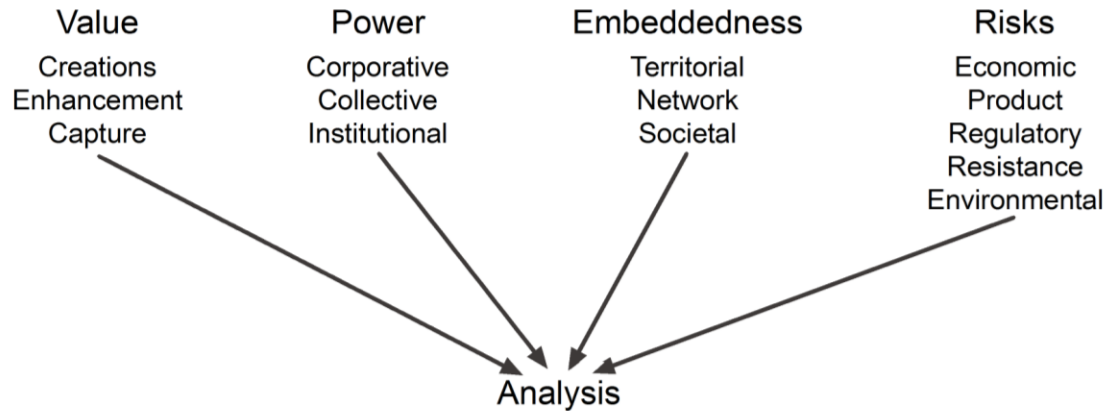 Value
Creations
Enhancement
Capture
Power
Corporative
Collective
Institutional
Embeddedness
Territorial
Network
Societal
Risks
Economic
Product
Regulatory
Resistance
Environmental
Analysis